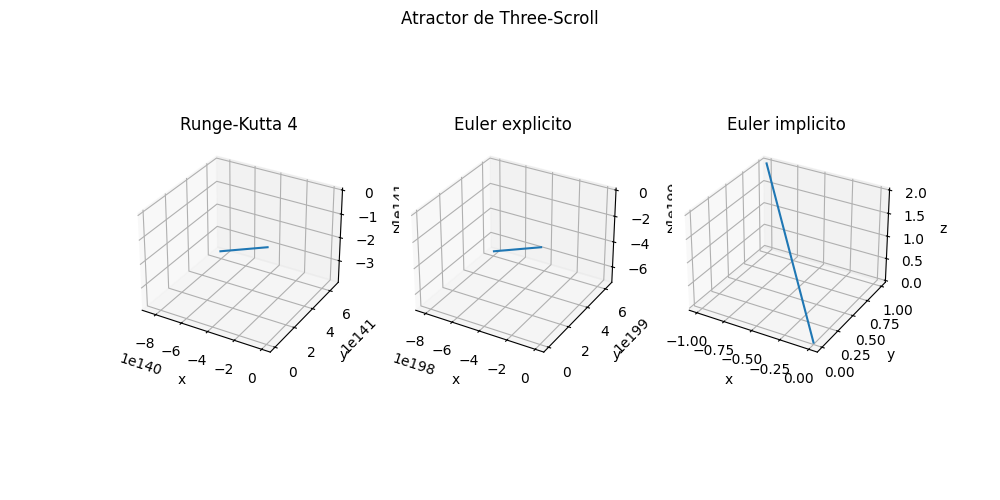 Atractor de Three-Scroll
Runge-Kutta 4
0
−1
−2
−3
−8
−6
−4
−2
0
1e140
x
0
2
4
6
1e141
y
Euler explicito
1e141
z
0
−2
−4
−6
−8
−6
−4
−2
0
1e198
x
0
2
4
6
1e199
y
Euler implicito
1e199
z
2.0
1.5
1.0
0.5
0.0
z
−1.00
−0.75
−0.50
−0.25
0.00
x
0.00
0.25
0.50
0.75
1.00
y